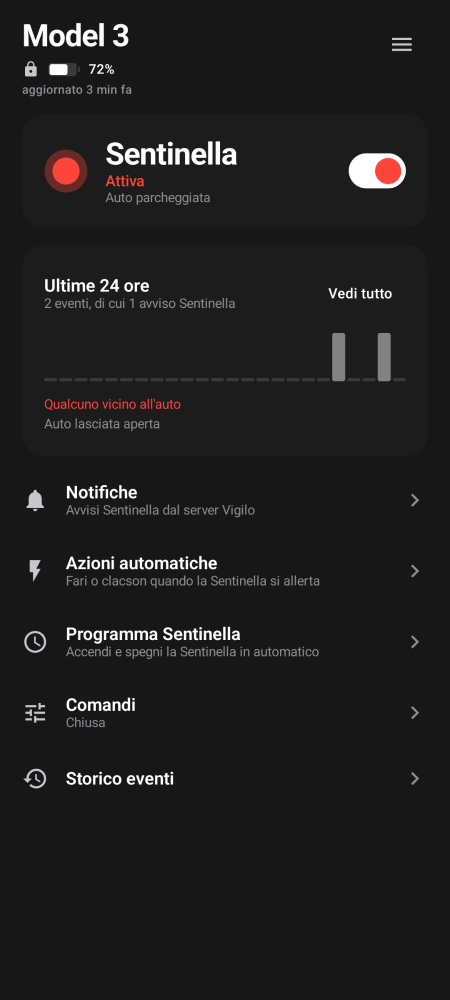 Model 3
72%
aggiornato 3 min fa
Sentinella
Attiva
Auto parcheggiata
Ultime 24 ore
2 eventi, di cui 1 avviso Sentinella
Vedi tutto
Qualcuno vicino all'auto
Auto lasciata aperta
Notifiche
Avvisi Sentinella dal server Vigilo
Azioni automatiche
Fari o clacson quando la Sentinella si allerta
Programma Sentinella
Accendi e spegni la Sentinella in automatico
Comandi
Chiusa
Storico eventi